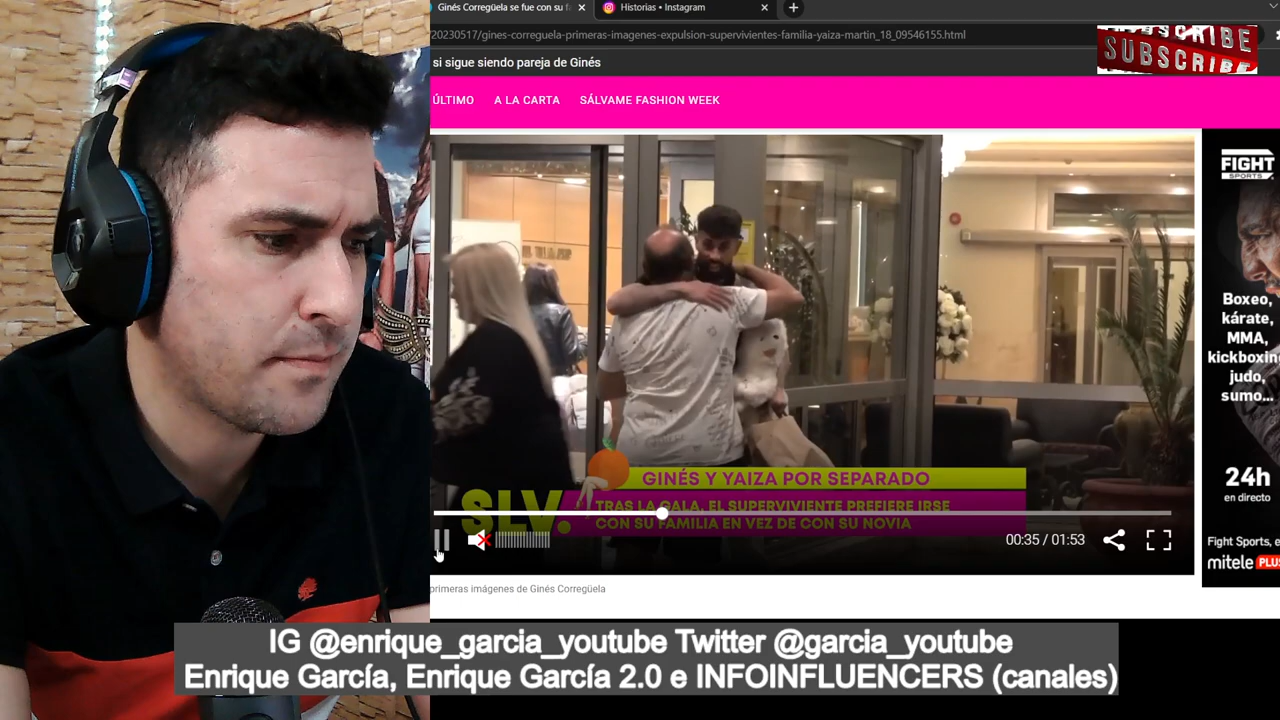 Ginés Corregüela se fue con su f
Historias • Instagram
20230517/gines-correguela-primeras-imagenes-expulsion-supervivientes-familia-yaiza-martin_18_09546155.html
SUBSCRIBE
SUBSCRIBE
si sigue siendo pareja de Ginés
ÚLTIMO A LA CARTA SÁLVAME FASHION WEEK
FIGHT
SPORTS
Boxeo,
kárate,
MMA,
kickboxin
judo,
sumo...
GINÉS Y YAIZA POR SEPARADO
SLV.
TRAS LA GALA, EL SUPERVIVIENTE PREFIERE IRSE
CON SU FAMILIA EN VEZ DE CON SU NOVIA
24h
en directo
00:35 / 01:53
Fight Sports, e
mitele PLUS
primeras imágenes de Ginés Corregüela
IG @enrique_garcia_youtube Twitter @garcia_youtube
Enrique García, Enrique García 2.0 e INFOINFLUENCERS (canales)